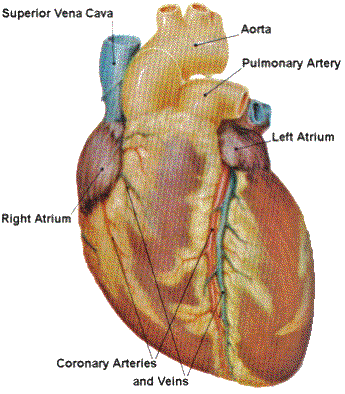 Superior Vena Cava
Aorta
Pulmonary Artery
Left Atrium
Right Atrium
Coronary Arteries
and Veins